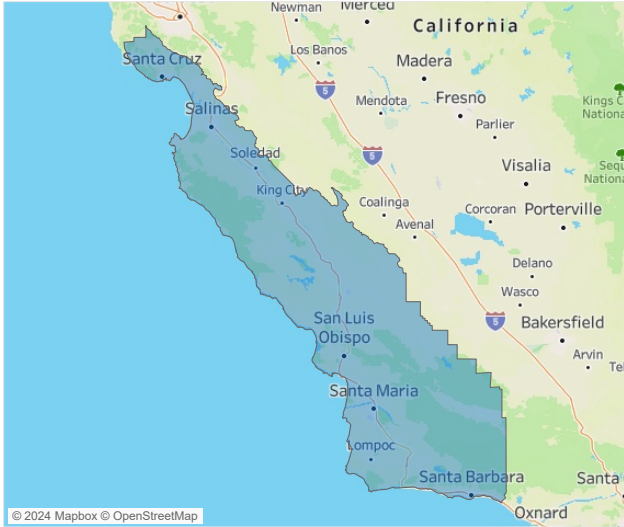 Newman
Merced
California
Los Banos
Santa Cruz
Madera
5
Mendota
Fresno
Kings C
Nationa
Salinas
Parlier
5
Soledad
Visalia
Sequ
Nationa
King City
Coalinga
Corcoran
Porterville
Avenal
Delano
Wasco
San Luis
Obispo
5
Bakersfield
Arvin
Te
Santa Maria
Lompoc
Santa Barbara
Santa
Oxnard
© 2024 Mapbox © OpenStreetMap